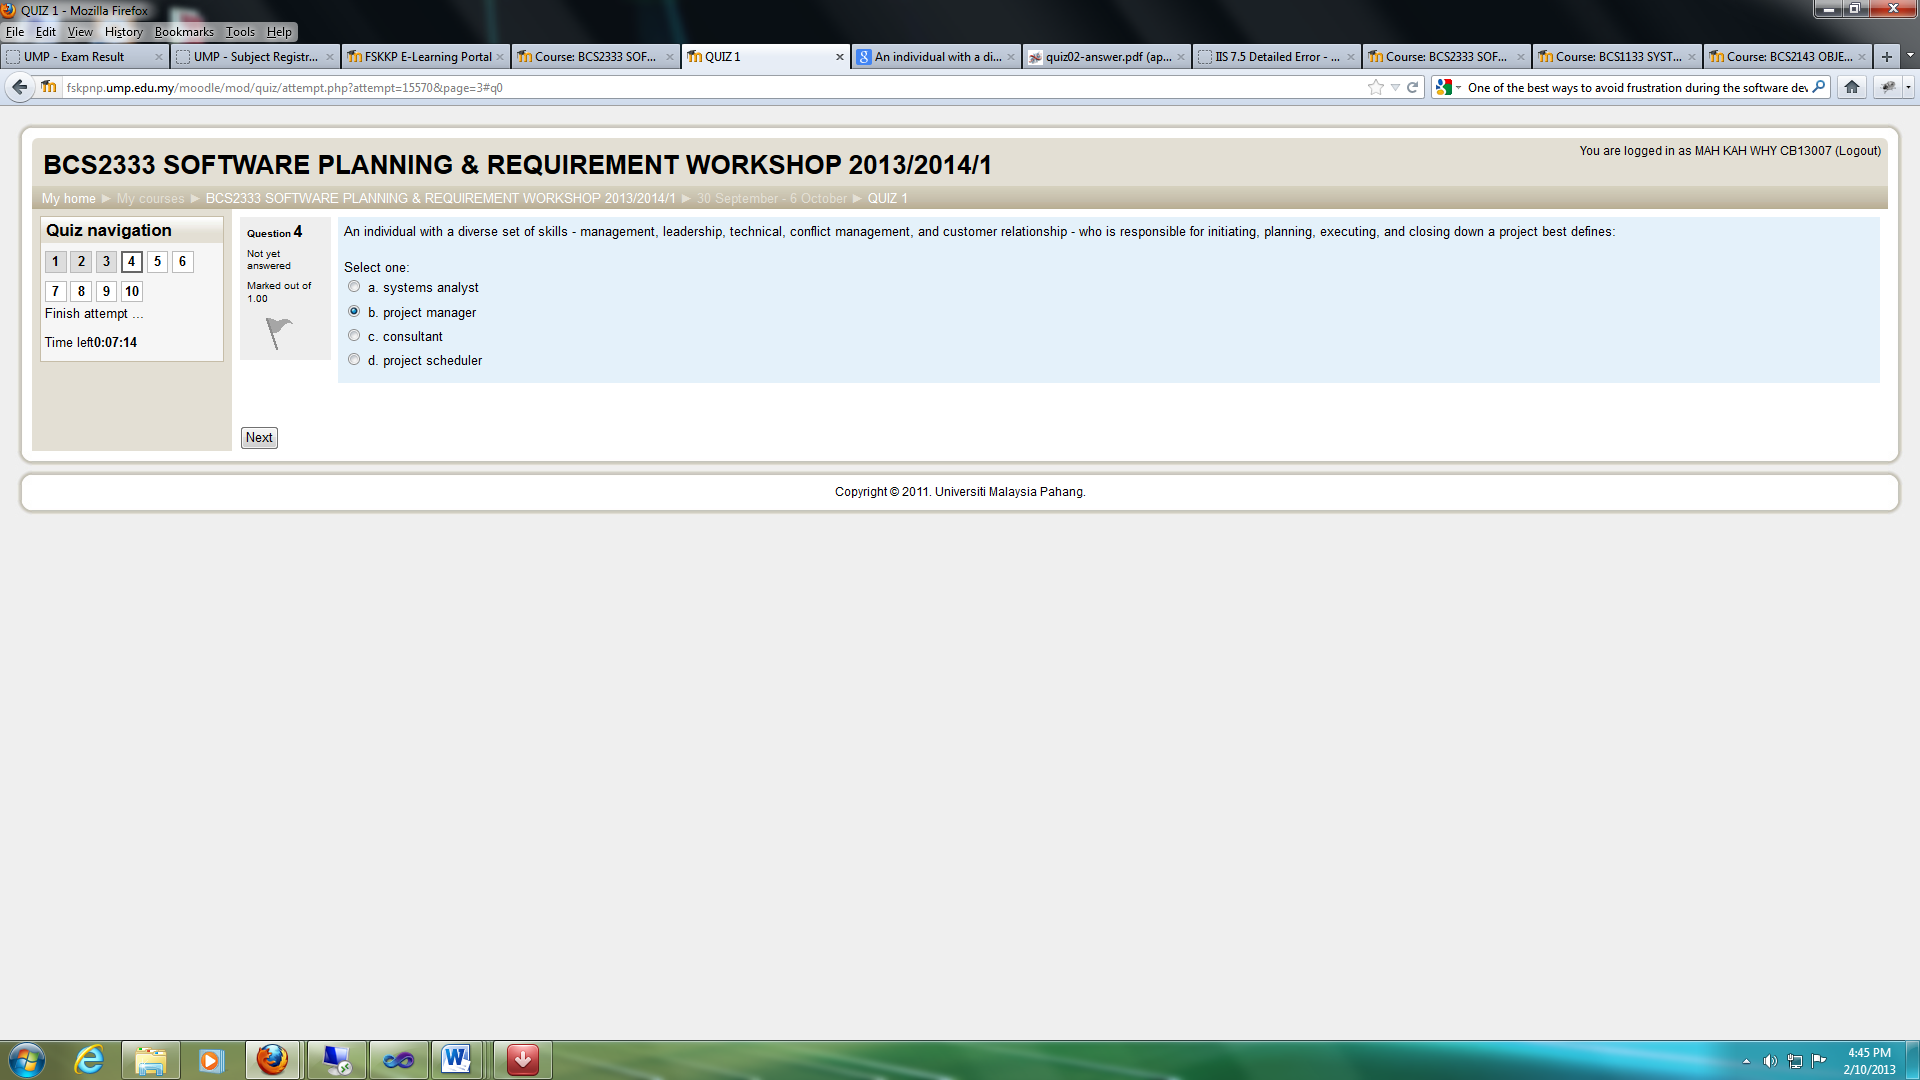 QUIZ 1 - Mozilla Firefox
File Edit View History Bookmarks Tools Help
UMP - Exam Result
UMP - Subject Registr...
FSKKP E-Learning Portal
Course: BCS2333 SOF...
QUIZ 1
An individual with a di...
quiz02-answer.pdf (ap...
IIS 7.5 Detailed Error - ...
Course: BCS2333 SOF...
Course: BCS1133 SYST...
Course: BCS2143 OBJE...
fskpnp.ump.edu.my/moodle/mod/quiz/attempt.php?attempt=15570&page=3#q0
One of the best ways to avoid frustration during the software dev
BCS2333 SOFTWARE PLANNING & REQUIREMENT WORKSHOP 2013/2014/1
You are logged in as MAH KAH WHY CB13007 (Logout)
My home ► My courses ► BCS2333 SOFTWARE PLANNING & REQUIREMENT WORKSHOP 2013/2014/1 ► 30 September - 6 October ► QUIZ 1
Quiz navigation
1 2 3 4 5 6
7 8 9 10
Finish attempt ...
Time left 0:07:14
Question 4
Not yet
answered
Marked out of
1.00
An individual with a diverse set of skills - management, leadership, technical, conflict management, and customer relationship - who is responsible for initiating, planning, executing, and closing down a project best defines:
Select one:
a. systems analyst
b. project manager
c. consultant
d. project scheduler
Next
Copyright © 2011. Universiti Malaysia Pahang.
4:45 PM
2/10/2013